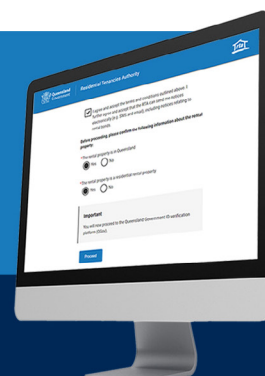 Queensland
Government
Residential Tenancies Authority
rta
I agree and accept the terms and conditions outlined above. I
further agree and accept that the RTA can send me notices
electronically (e.g. SMS and email), including notices relating to
rental bonds.
Before proceeding, please confirm the following information about the rental
property.
*The rental property is in Queensland
Yes No
*The rental property is a residential rental property
Yes No
Important
You will now proceed to the Queensland Government ID verification
platform (QGov).
Proceed